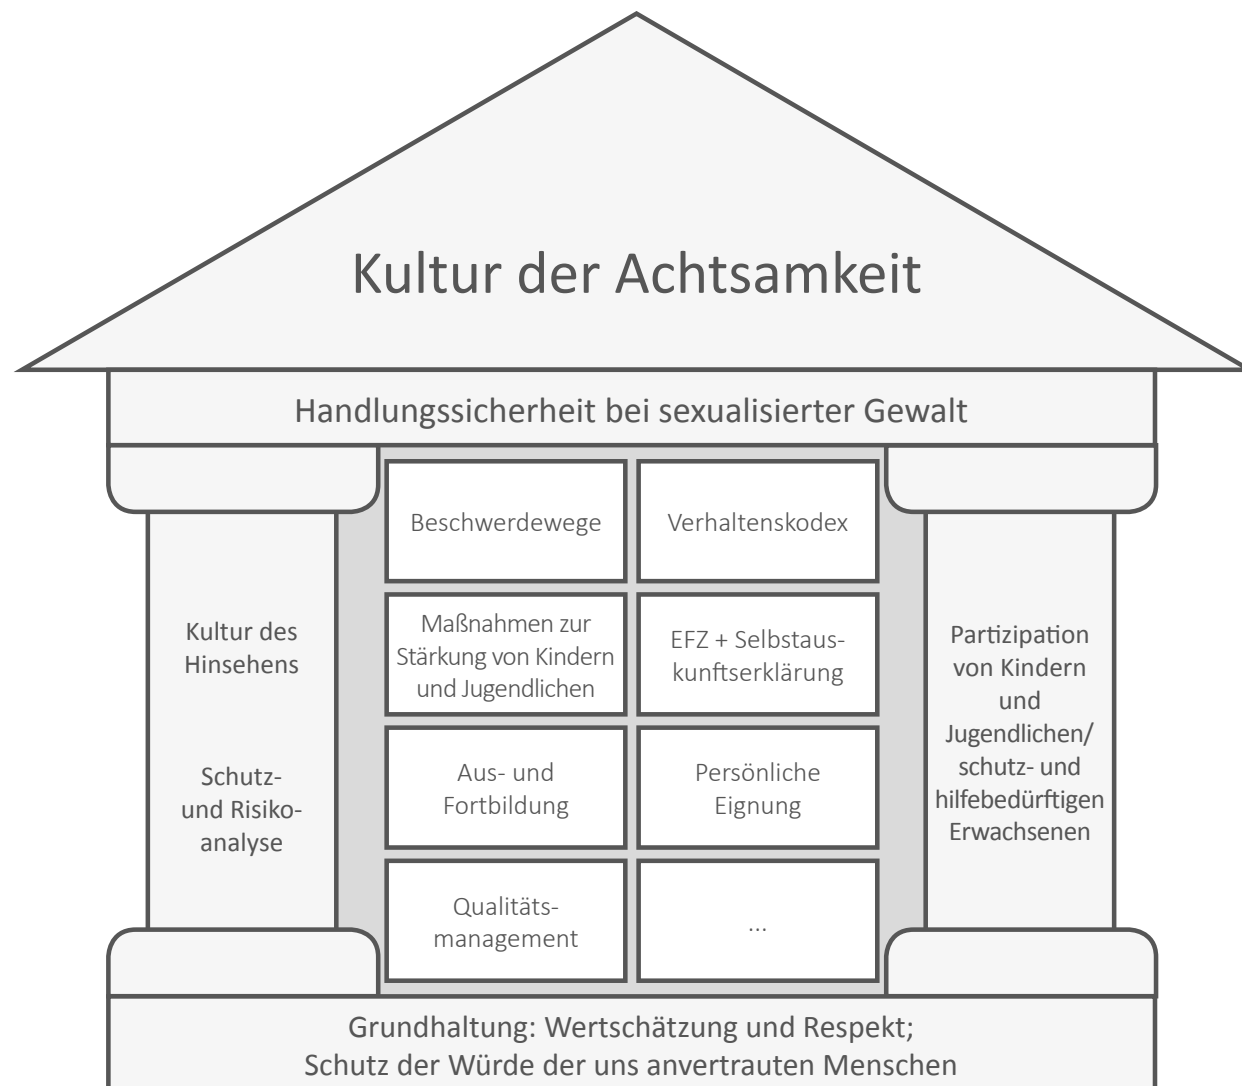 Kultur der Achtsamkeit
Handlungssicherheit bei sexualisierter Gewalt
Kultur des
Hinsehens
Schutz-
und Risiko-
analyse
Beschwerdewege
Verhaltenskodex
Maßnahmen zur
Stärkung von Kindern
und Jugendlichen
EFZ + Selbstaus-
kunftserklärung
Aus- und
Fortbildung
Persönliche
Eignung
Qualitäts-
management
...
Partizipation
von Kindern
und
Jugendlichen/
schutz- und
hilfebedürftigen
Erwachsenen
Grundhaltung: Wertschätzung und Respekt;
Schutz der Würde der uns anvertrauten Menschen